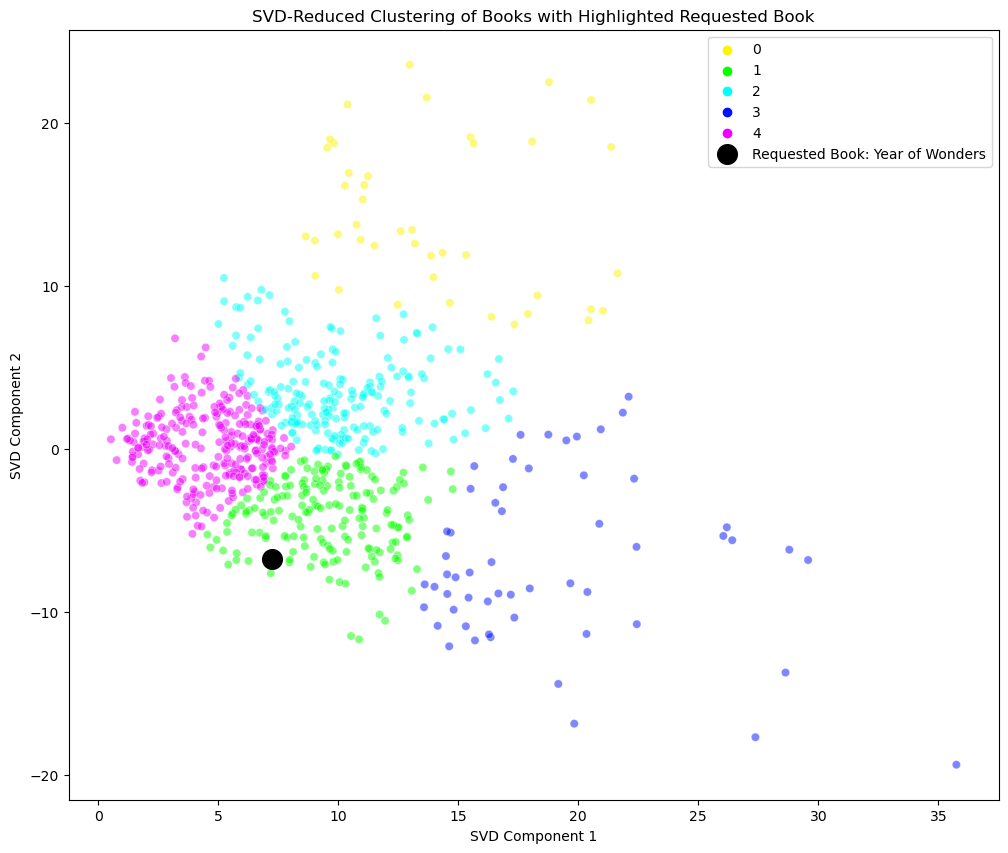 SVD-Reduced Clustering of Books with Highlighted Requested Book
0
1
2
3
4
Requested Book: Year of Wonders
SVD Component 2
20
10
0
−10
−20
0 5 10 15 20 25 30 35
SVD Component 1